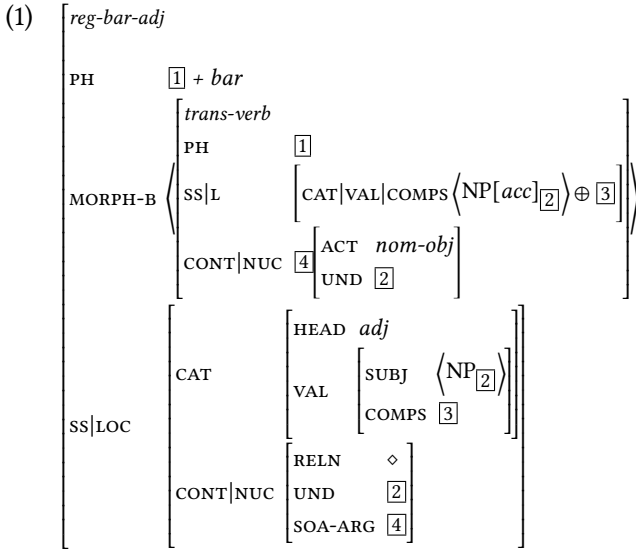 (1)
reg-bar-adj
PH 1 + bar
trans-verb
PH 1
MORPH-B ⟨ SS|L [CAT|VAL|COMPS ⟨NP[acc]2⟩ ⊕ 3] ⟩
CONT|NUC 4 [ACT nom-obj
UND 2]
HEAD adj
CAT
VAL [SUBJ ⟨NP2⟩
COMPS 3]
SS|LOC
RELN ⋄
CONT|NUC UND 2
SOA-ARG 4